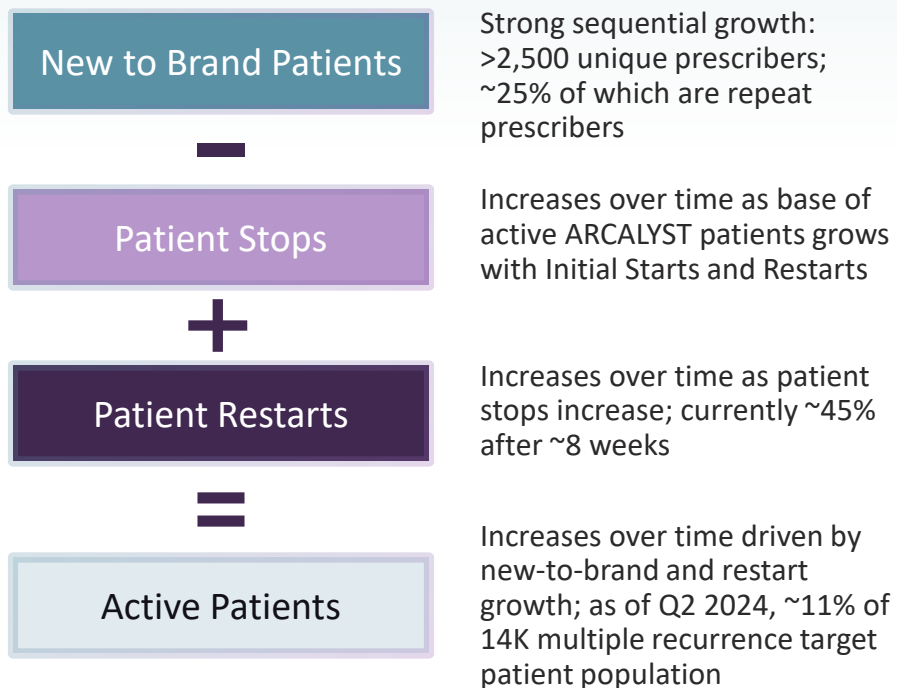 New to Brand Patients
Strong sequential growth:
>2,500 unique prescribers;
~25% of which are repeat
prescribers
-
Patient Stops
Increases over time as base of
active ARCALYST patients grows
with Initial Starts and Restarts
+
Patient Restarts
Increases over time as patient
stops increase; currently ~45%
after ~8 weeks
=
Active Patients
Increases over time driven by
new-to-brand and restart
growth; as of Q2 2024, ~11% of
14K multiple recurrence target
patient population